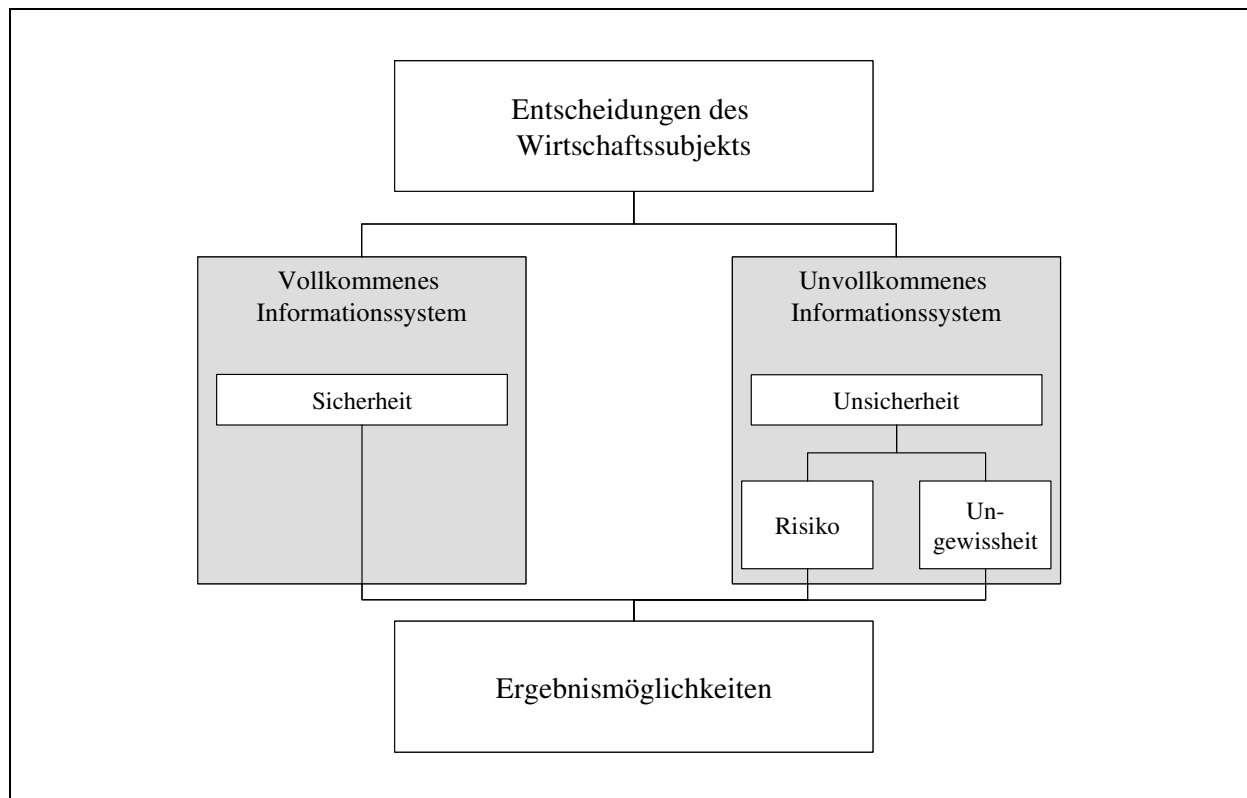 Entscheidungen des
Wirtschaftssubjekts
Vollkommenes
Informationssystem
Unvollkommenes
Informationssystem
Sicherheit
Unsicherheit
Risiko
Un-
gewissheit
Ergebnismöglichkeiten